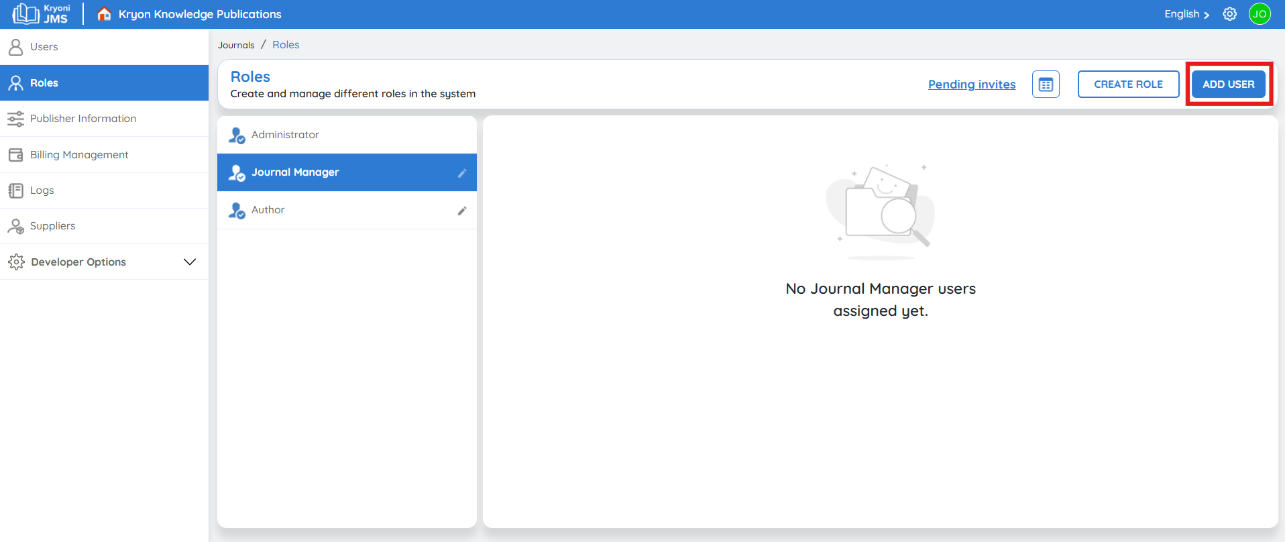 Kryoni
JMS
Kryon Knowledge Publications
English >
JO
Users
Roles
Publisher Information
Billing Management
Logs
Suppliers
Developer Options
Journals / Roles
Roles
Create and manage different roles in the system
Pending invites
CREATE ROLE
ADD USER
Administrator
Journal Manager
Author
No Journal Manager users
assigned yet.